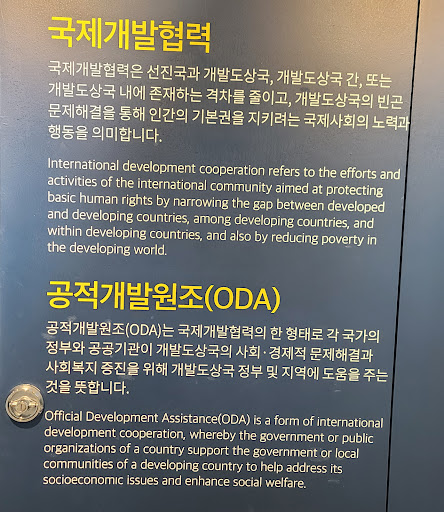 국제개발협력
국제개발협력은 선진국과 개발도상국, 개발도상국 간, 또는
개발도상국 내에 존재하는 격차를 줄이고, 개발도상국의 빈곤
문제해결을 통해 인간의 기본권을 지키려는 국제사회의 노력과
행동을 의미합니다.
International development cooperation refers to the efforts and
activities of the international community aimed at protecting
basic human rights by narrowing the gap between developed
and developing countries, among developing countries, and
within developing countries, and also by reducing poverty in
the developing world.
공적개발원조(ODA)
공적개발원조(ODA)는 국제개발협력의 한 형태로 각 국가의
정부와 공공기관이 개발도상국의 사회·경제적 문제해결과
사회복지 증진을 위해 개발도상국 정부 및 지역에 도움을 주는
것을 뜻합니다.
Official Development Assistance(ODA) is a form of international
development cooperation, whereby the government or public
organizations of a country support the government or local
communities of a developing country to help address its
socioeconomic issues and enhance social welfare.